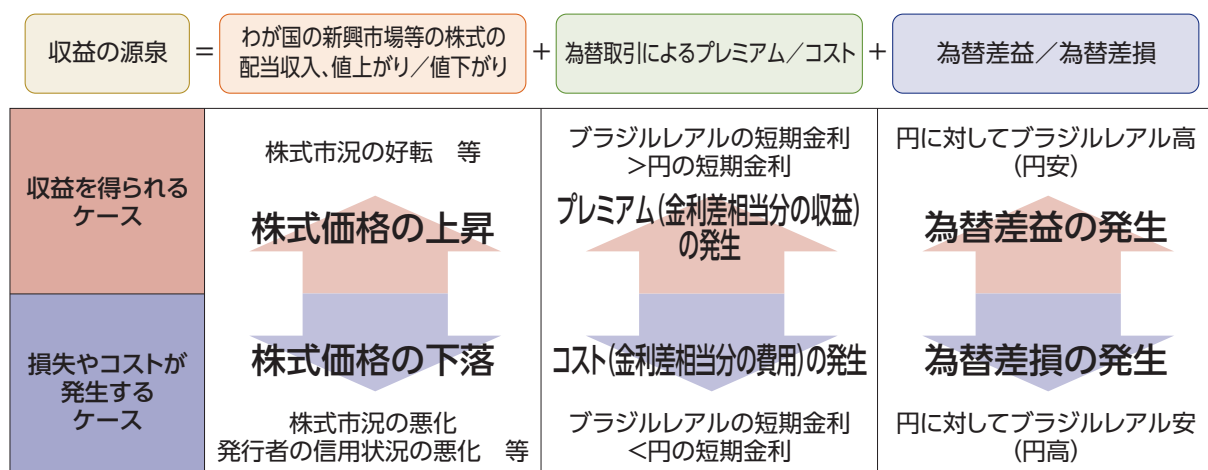 収益の源泉
=
わが国の新興市場等の株式の
配当収入、値上がり／値下がり
+
為替取引によるプレミアム／コスト
+
為替差益／為替差損
収益を得られる
ケース
株式市況の好転　等
株式価格の上昇
ブラジルレアルの短期金利
>円の短期金利
プレミアム(金利差相当分の収益)
の発生
円に対してブラジルレアル高
(円安)
為替差益の発生
損失やコストが
発生する
ケース
株式価格の下落
株式市況の悪化
発行者の信用状況の悪化　等
コスト(金利差相当分の費用)の発生
ブラジルレアルの短期金利
<円の短期金利
為替差損の発生
円に対してブラジルレアル安
(円高)